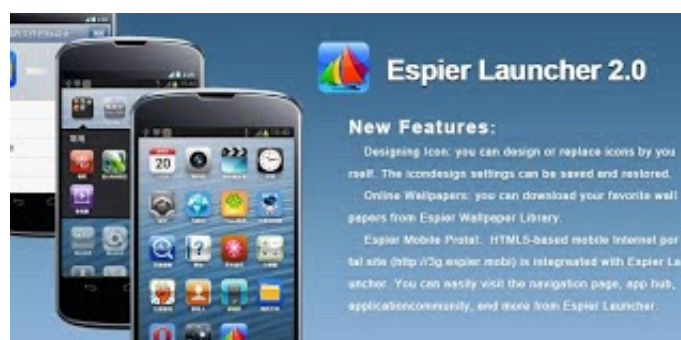 Espier Launcher 2.0
New Features:
Designing Icon: you can design or replace icons by you
rself. The icondesign settings can be saved and restored.
Online Wallpapers: you can download your favorite wall
papers from Espier Wallpaper Library.
Espier Mobile Protal. HTML5-based mobile Internet por
tal site (http://3g.espier.mobi) is integreated with Espier La
uncher. You can easily visit the navigation page, app hub,
applicationcommunity, and more from Espier Launcher.
20